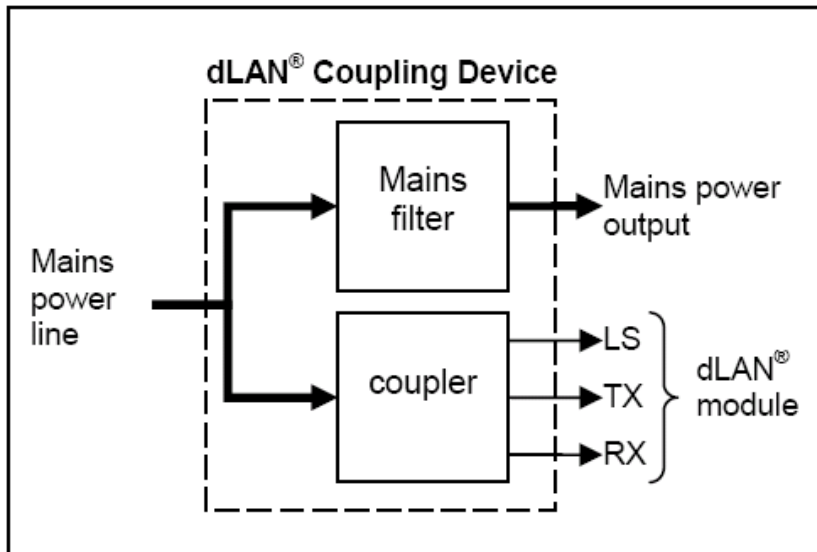 dLAN® Coupling Device
Mains
filter
Mains power
output
Mains
power
line
coupler
LS
TX
RX
dLAN®
module